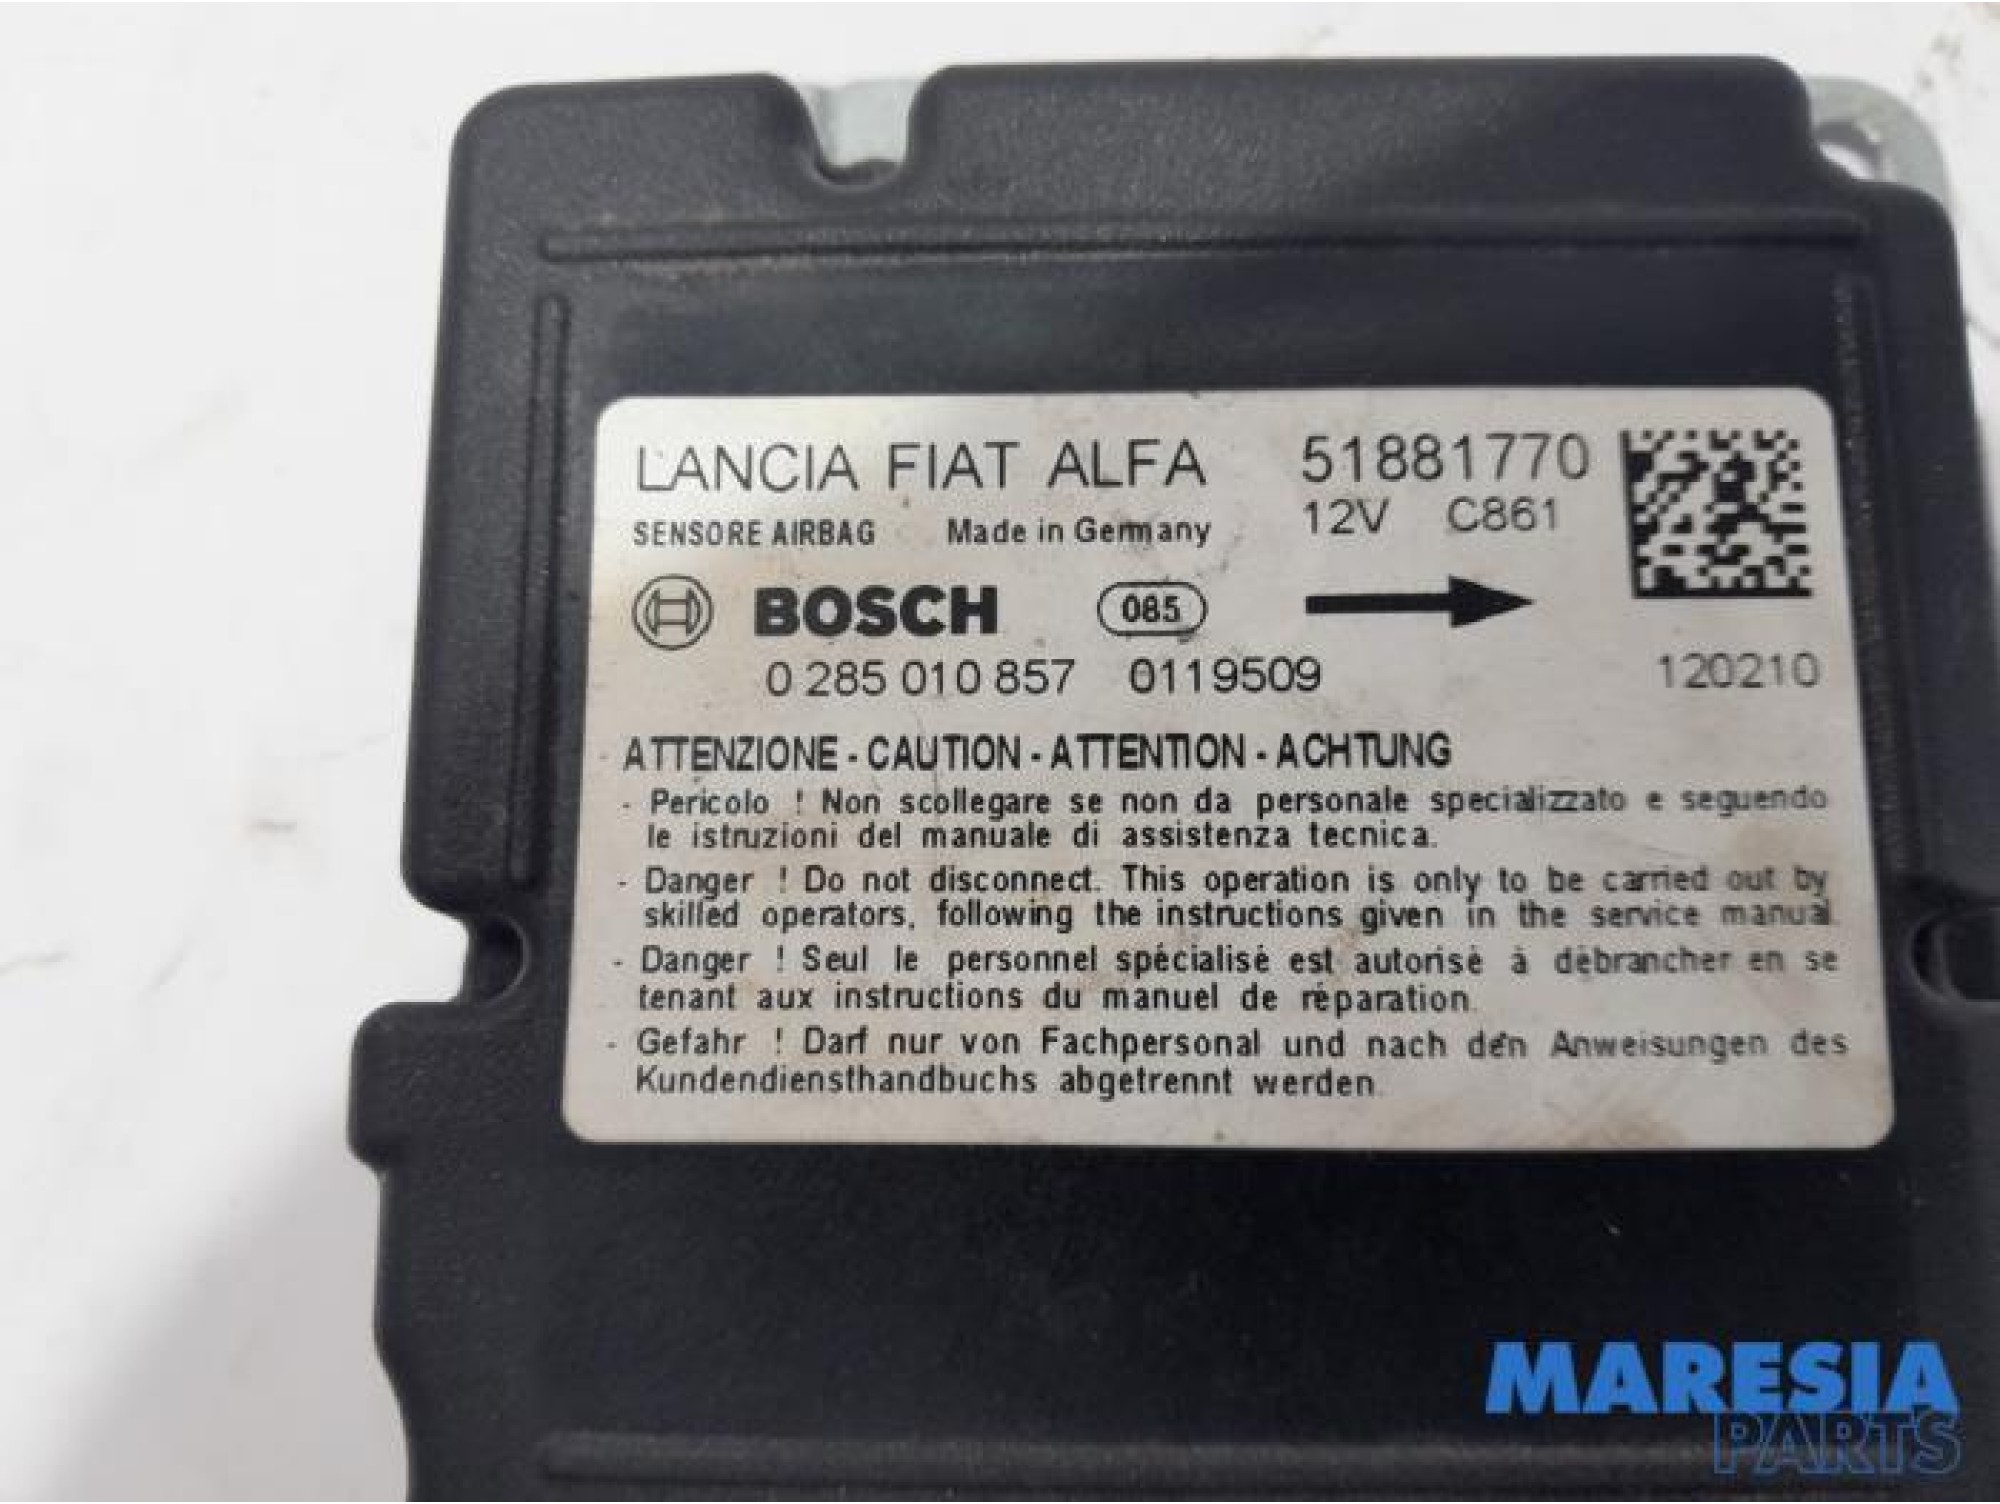 LANCIA FIAT ALFA 51881770
SENSORE AIRBAG Made in Germany 12V C861
BOSCH 085
0 285 010 857 0119509 120210
ATTENZIONE - CAUTION - ATTENTION - ACHTUNG
- Pericolo ! Non scollegare se non da personale specializzato e seguendo
le istruzioni del manuale di assistenza tecnica.
- Danger ! Do not disconnect. This operation is only to be carried out by
skilled operators, following the instructions given in the service manual.
- Danger ! Seul le personnel spécialisé est autorisé à débrancher en se
tenant aux instructions du manuel de réparation.
- Gefahr ! Darf nur von Fachpersonal und nach den Anweisungen des
Kundendiensthandbuchs abgetrennt werden.
MARESIA
PARTS